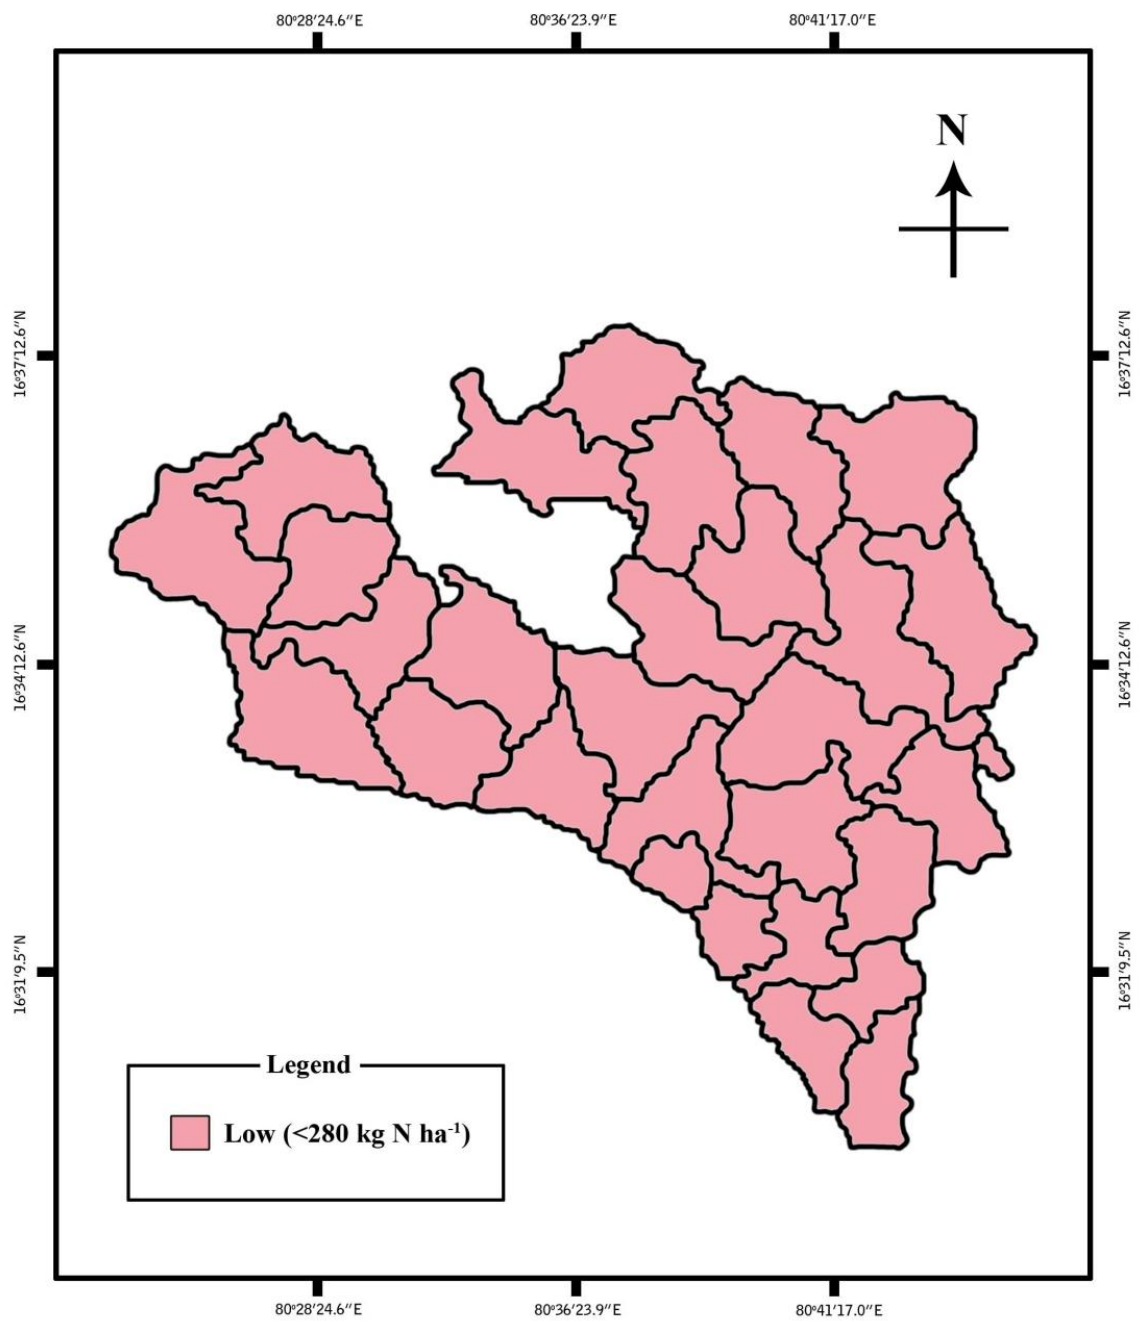 80°28'24.6"E 80°36'23.9"E 80°41'17.0"E
N
16°37'12.6"N 16°37'12.6"N
16°34'12.6"N 16°34'12.6"N
16°31'9.5"N 16°31'9.5"N
Legend
Low (<280 kg N ha⁻¹)
80°28'24.6"E 80°36'23.9"E 80°41'17.0"E